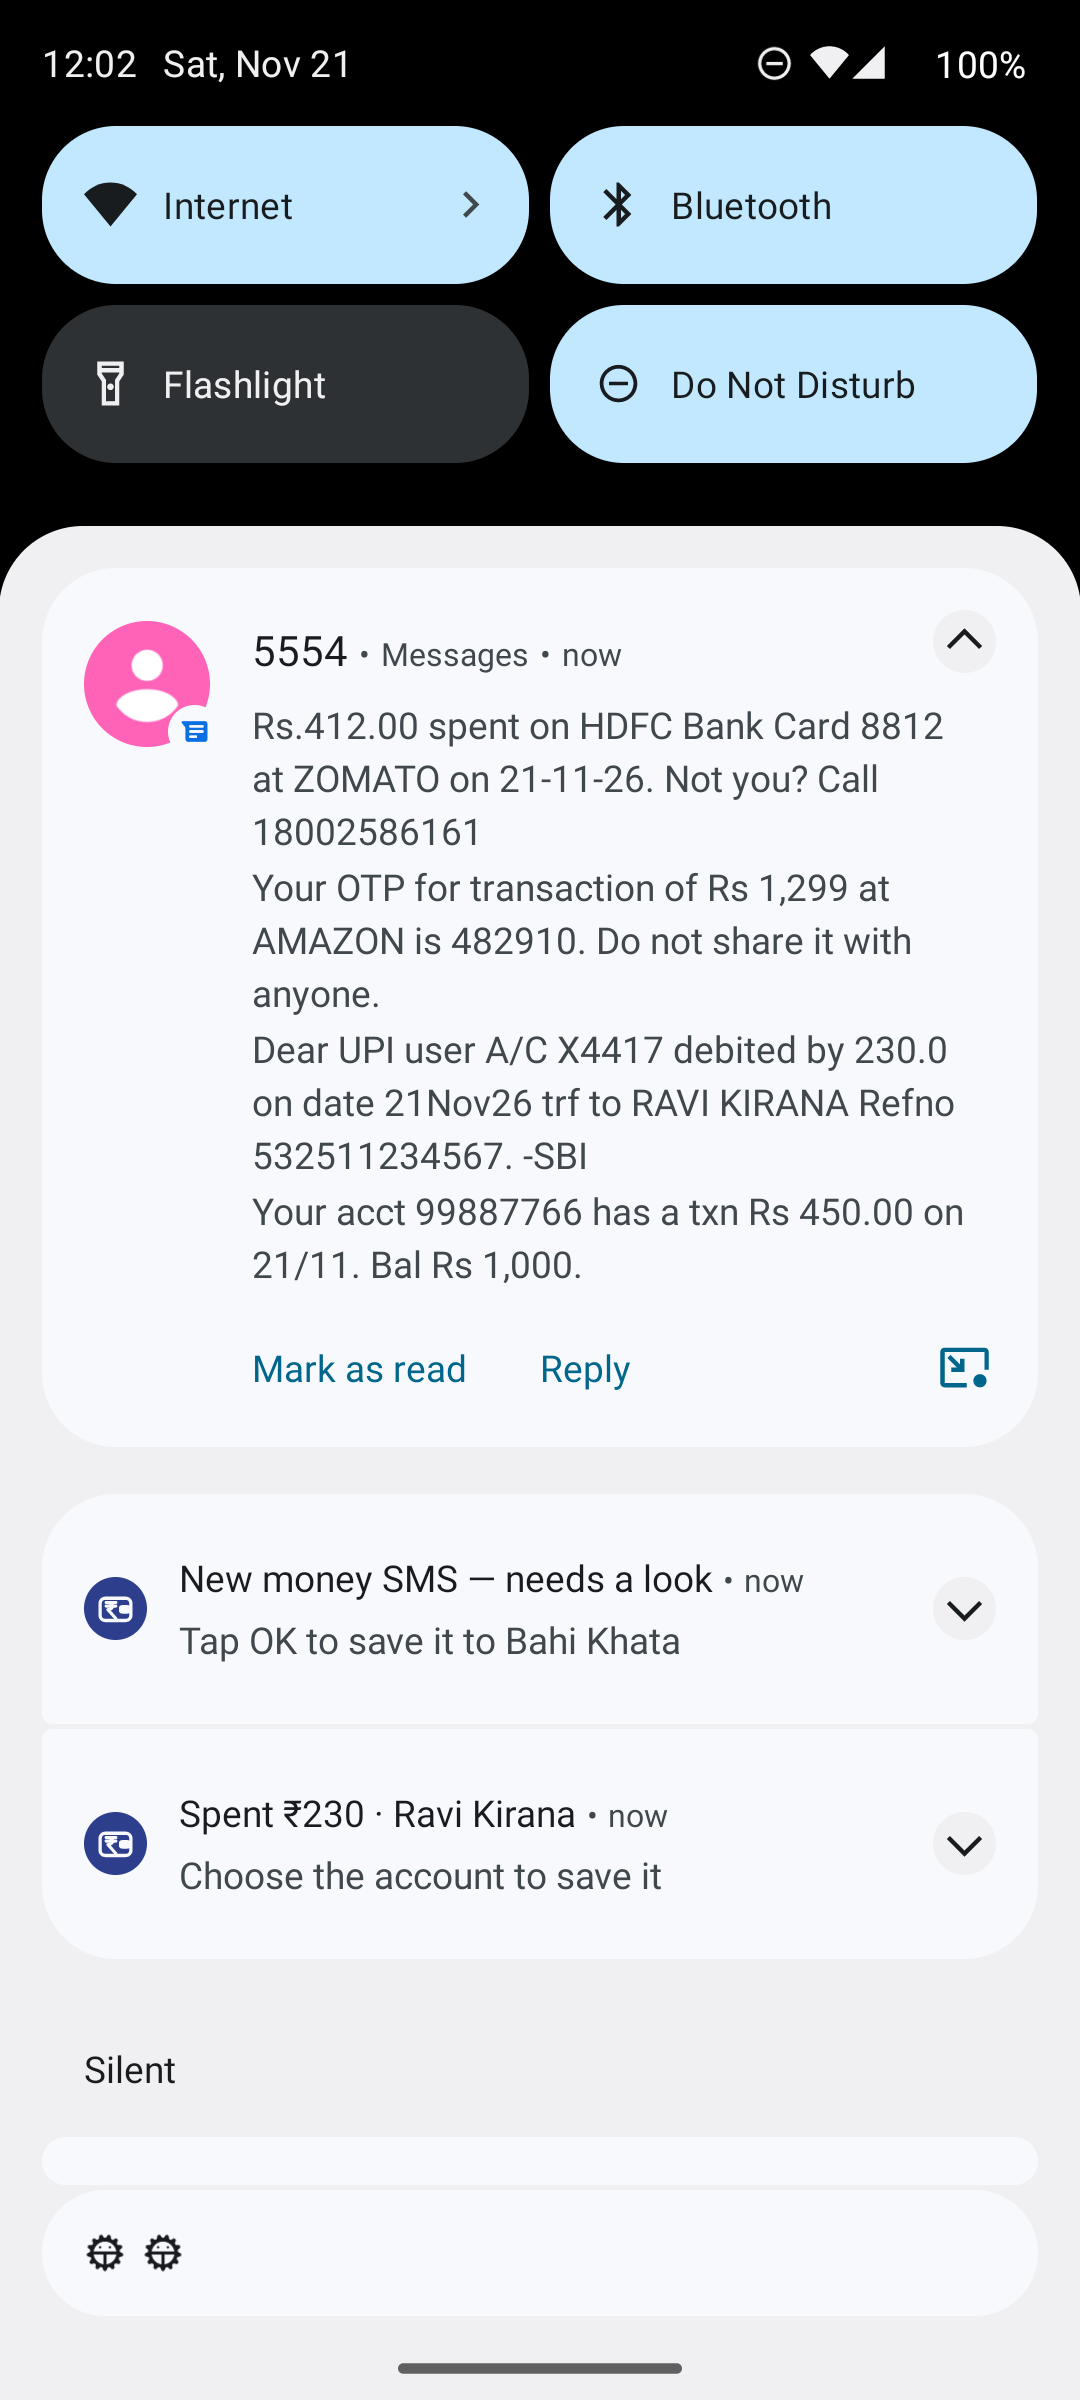 12:02 Sat, Nov 21
100%
Internet
Bluetooth
Flashlight
Do Not Disturb
5554 • Messages • now
Rs.412.00 spent on HDFC Bank Card 8812
at ZOMATO on 21-11-26. Not you? Call
18002586161
Your OTP for transaction of Rs 1,299 at
AMAZON is 482910. Do not share it with
anyone.
Dear UPI user A/C X4417 debited by 230.0
on date 21Nov26 trf to RAVI KIRANA Refno
532511234567. -SBI
Your acct 99887766 has a txn Rs 450.00 on
21/11. Bal Rs 1,000.
Mark as read
Reply
New money SMS — needs a look • now
Tap OK to save it to Bahi Khata
Spent ₹230 · Ravi Kirana • now
Choose the account to save it
Silent